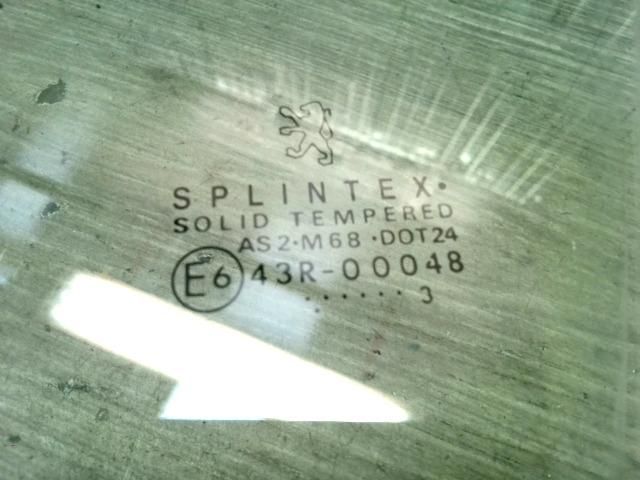 SPLINTEX•
SOLID TEMPERED
AS2·M68·DOT24
E6 43R-00048
. . . . . . 3